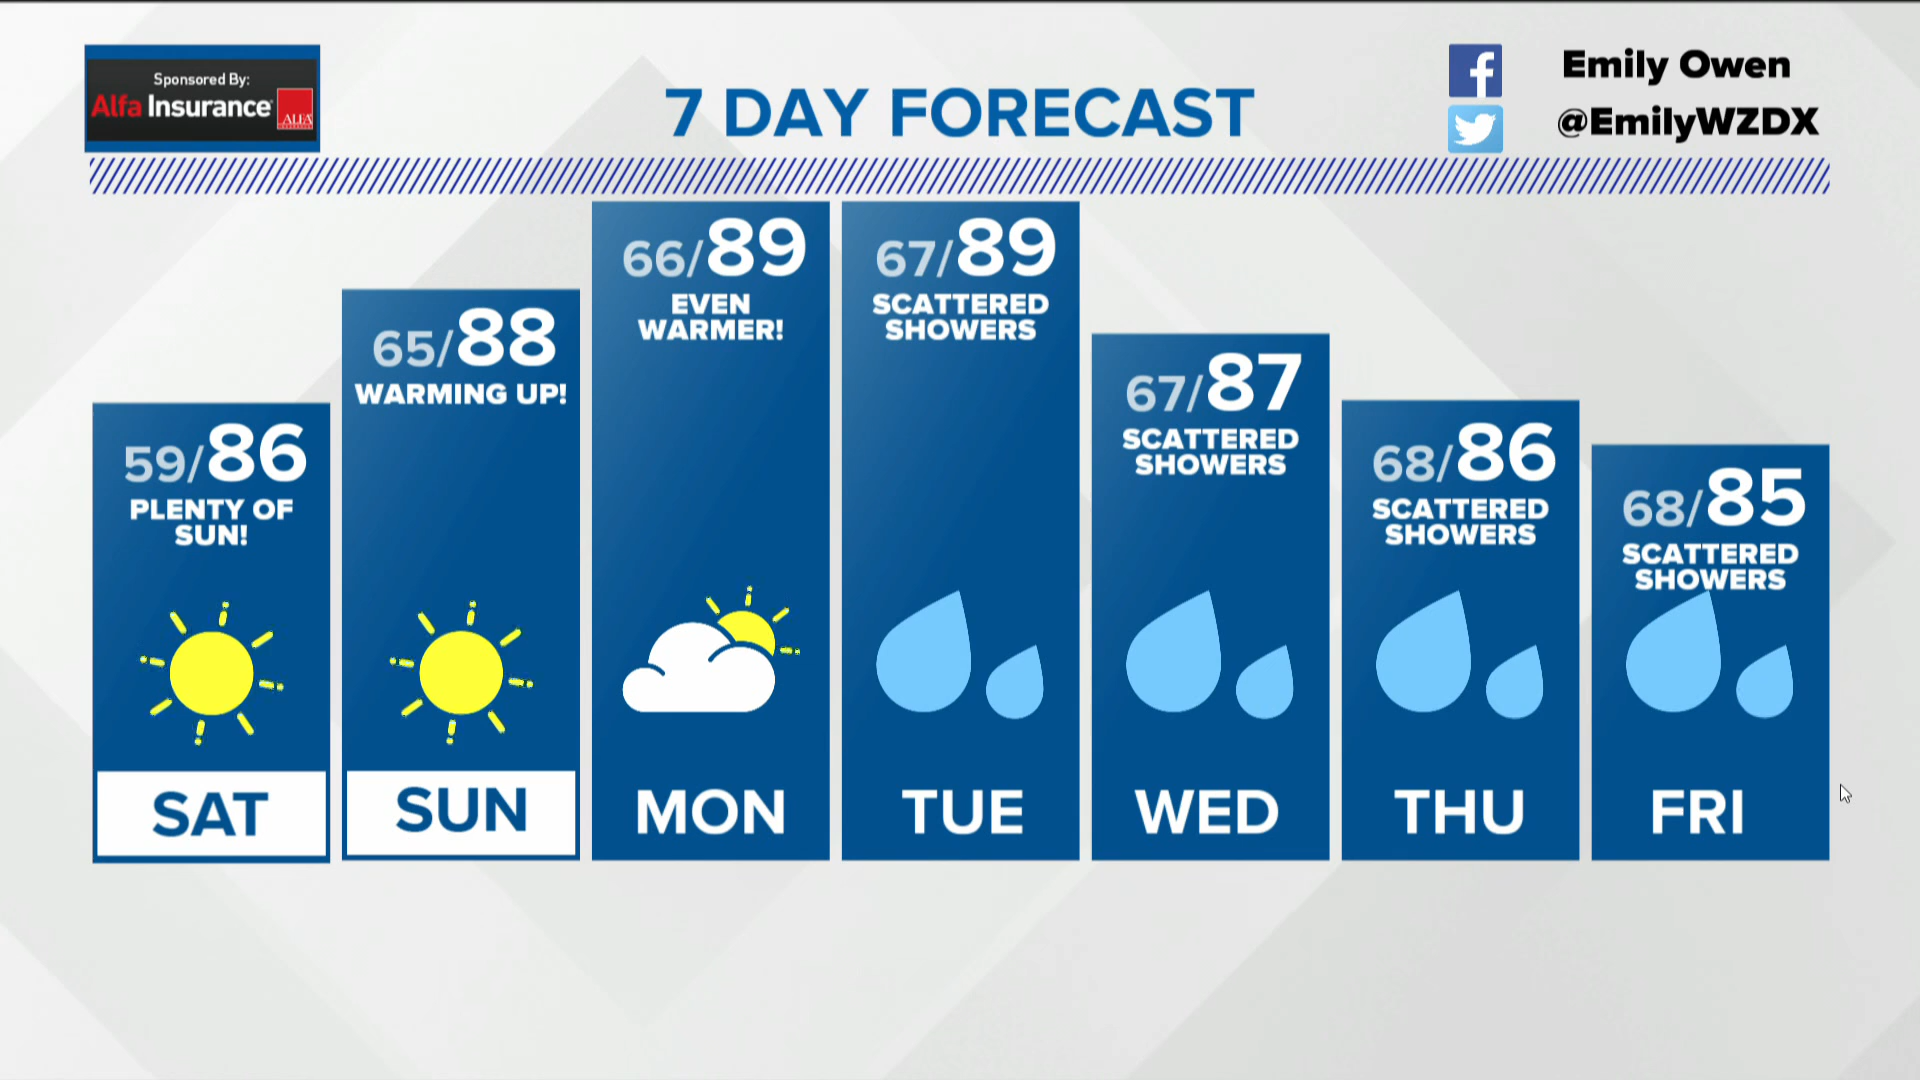 Sponsored By:
Alfa Insurance
ALFA
7 DAY FORECAST
Emily Owen
@EmilyWZDX
59/86
PLENTY OF
SUN!
SAT
65/88
WARMING UP!
SUN
66/89
EVEN
WARMER!
MON
67/89
SCATTERED
SHOWERS
TUE
67/87
SCATTERED
SHOWERS
WED
68/86
SCATTERED
SHOWERS
THU
68/85
SCATTERED
SHOWERS
FRI